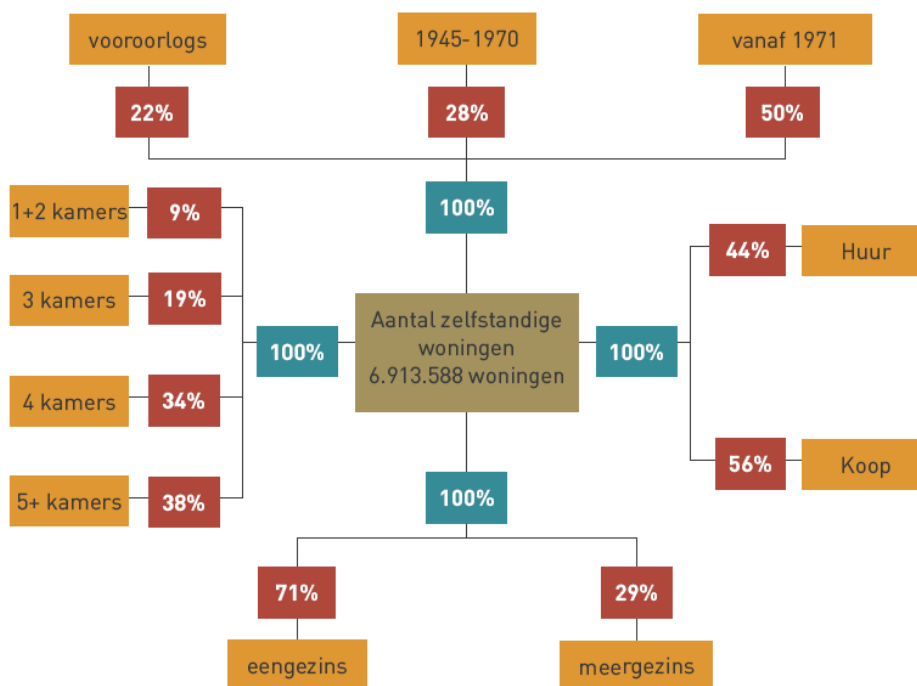 vooroorlogs
1945-1970
vanaf 1971
22%
28%
50%
100%
1+2 kamers
9%
3 kamers
19%
4 kamers
34%
5+ kamers
38%
100%
Aantal zelfstandige
woningen
6.913.588 woningen
100%
44%
Huur
56%
Koop
100%
71%
29%
eengezins
meergezins